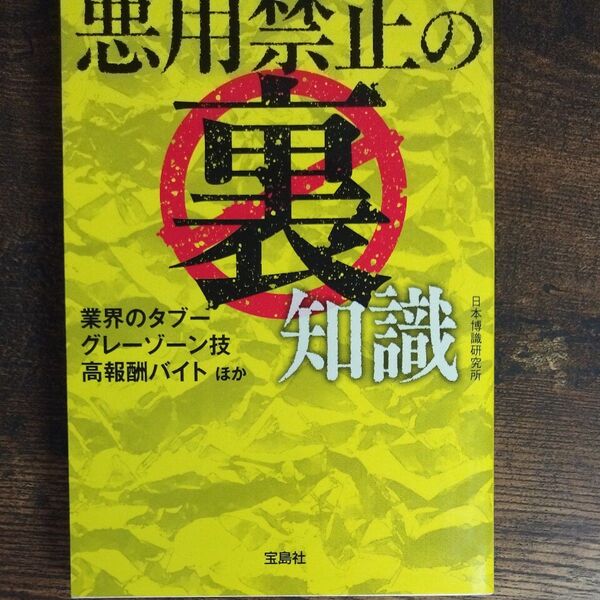 悪用禁止の
裏
知識
業界のタブー
グレーゾーン技
高報酬バイト ほか
日本博識研究所
宝島社